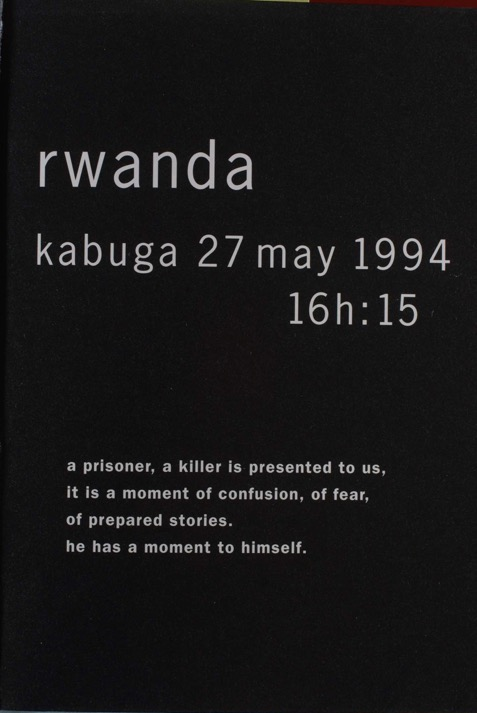 rwanda
kabuga 27 may 1994
16h:15
a prisoner, a killer is presented to us,
it is a moment of confusion, of fear,
of prepared stories.
he has a moment to himself.